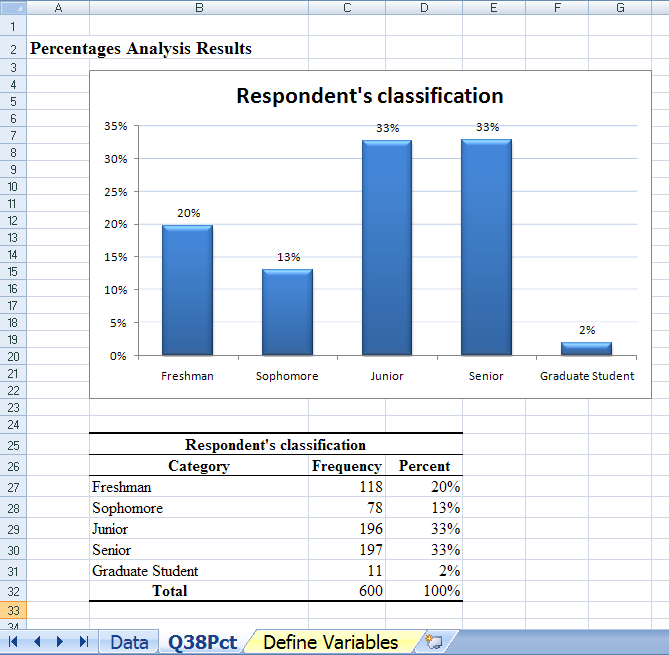 A B C D E F G
1
2 Percentages Analysis Results
3
4
5
6
7
8
9
10
11
12
13
14
15
16
17
18
19
20
21
22
23
24
Respondent's classification
35%
30%
25%
20%
15%
10%
5%
0%
20% 13% 33% 33% 2%
Freshman Sophomore Junior Senior Graduate Student
25 Respondent's classification
26 Category Frequency Percent
27 Freshman 118 20%
28 Sophomore 78 13%
29 Junior 196 33%
30 Senior 197 33%
31 Graduate Student 11 2%
32 Total 600 100%
33
34
Data Q38Pct Define Variables